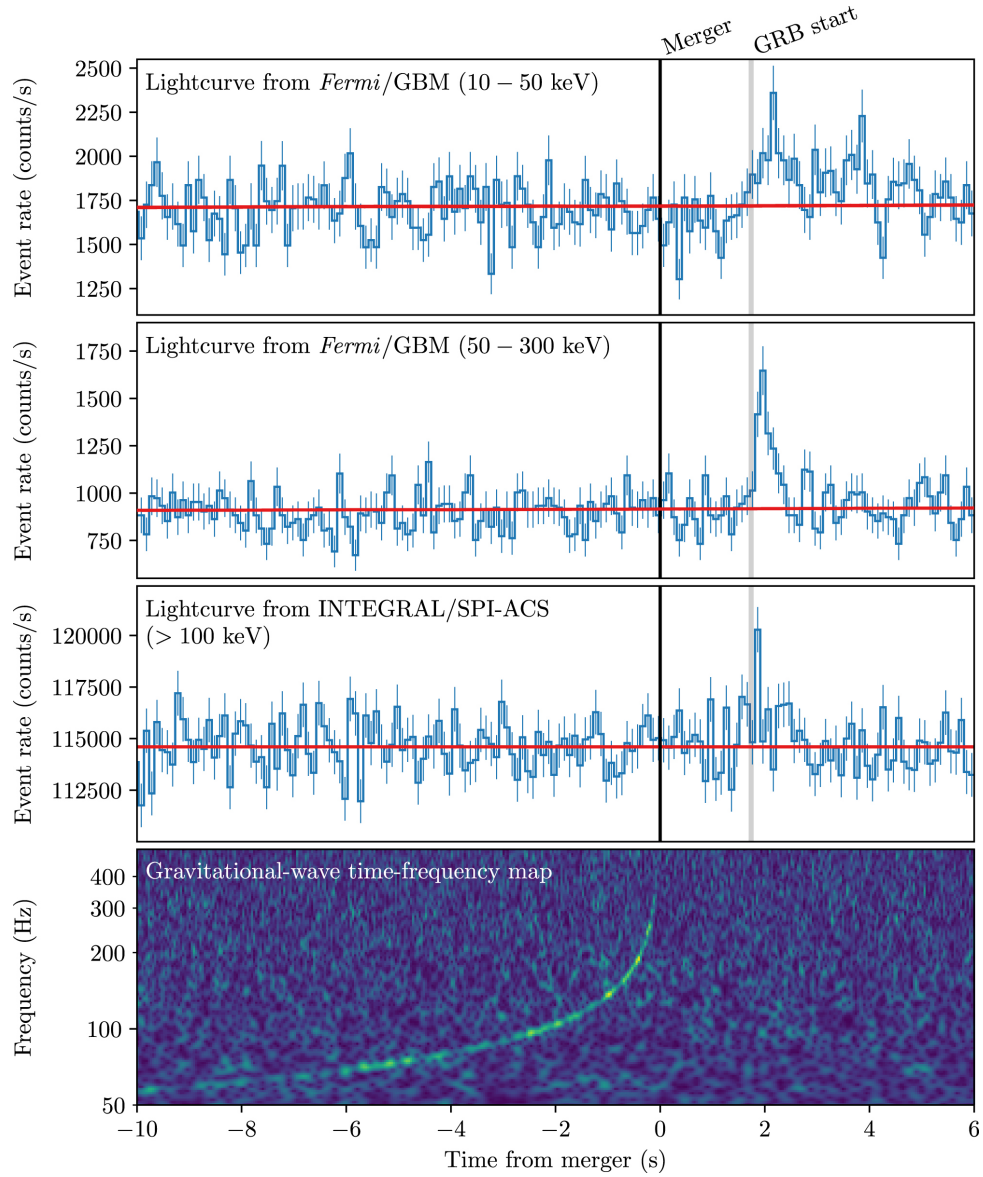 Merger
GRB start
Lightcurve from Fermi/GBM (10 − 50 keV)
Event rate (counts/s)
2500
2250
2000
1750
1500
1250
Lightcurve from Fermi/GBM (50 − 300 keV)
Event rate (counts/s)
1750
1500
1250
1000
750
Lightcurve from INTEGRAL/SPI-ACS
(> 100 keV)
Event rate (counts/s)
120000
117500
115000
112500
Gravitational-wave time-frequency map
Frequency (Hz)
400
300
200
100
50
−10 −8 −6 −4 −2 0 2 4 6
Time from merger (s)